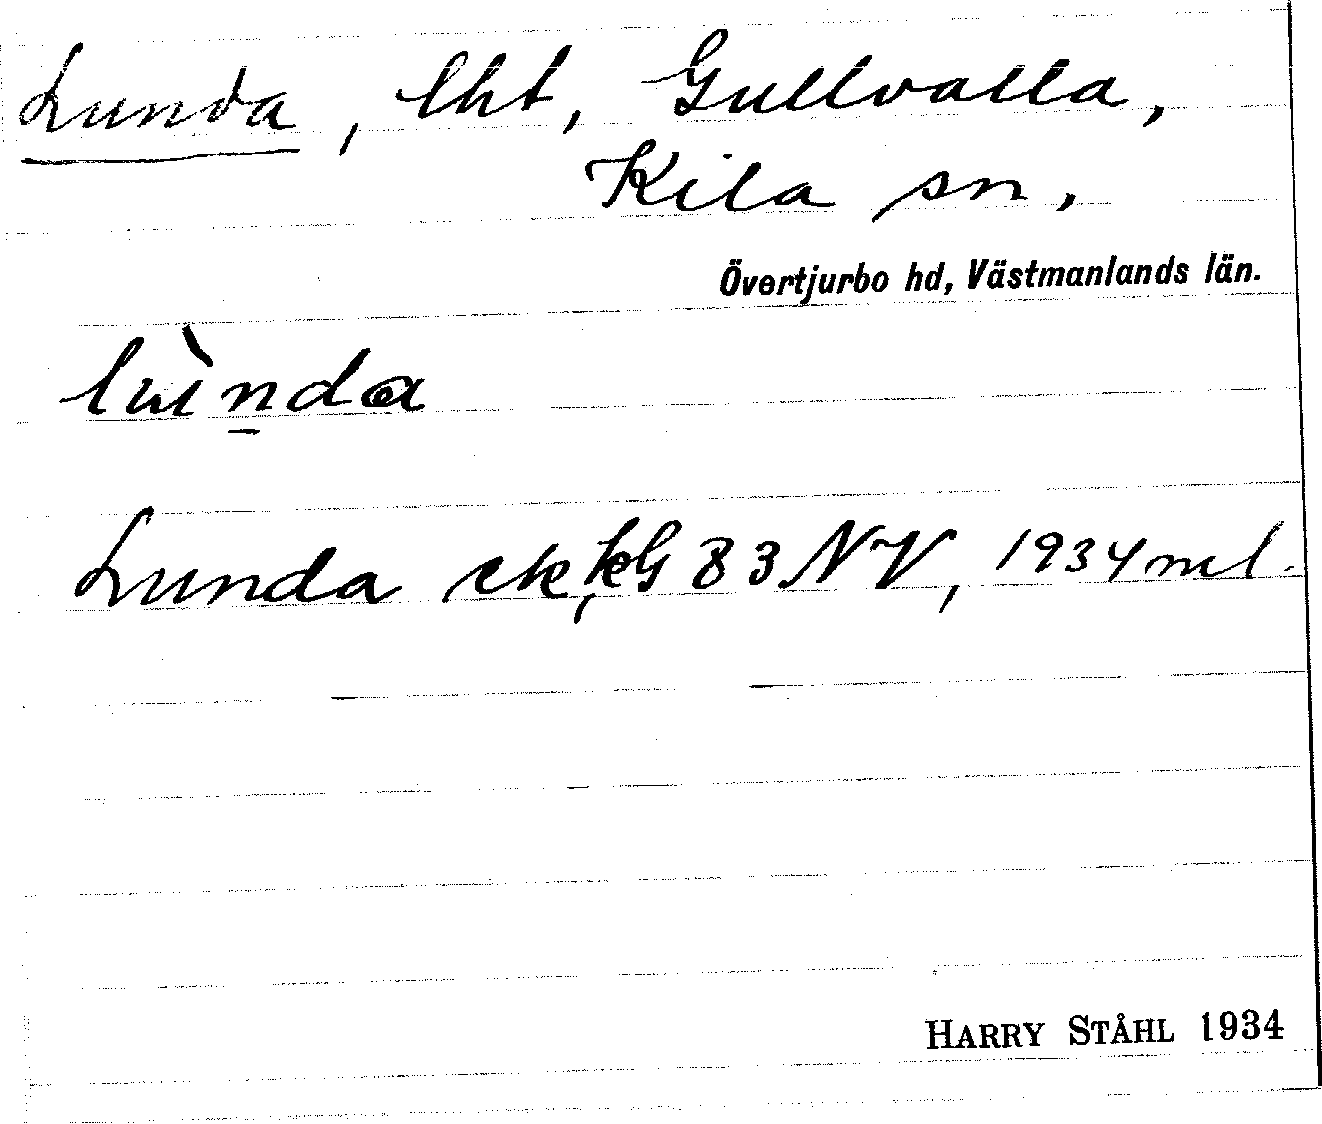 Lunda, lht, Gullvalla,
Kila sn,
Övertjurbo hd, Västmanlands län.
lùnda
Lunda ek, kG 83 NV, 1934 ml.
HARRY STÅHL 1934